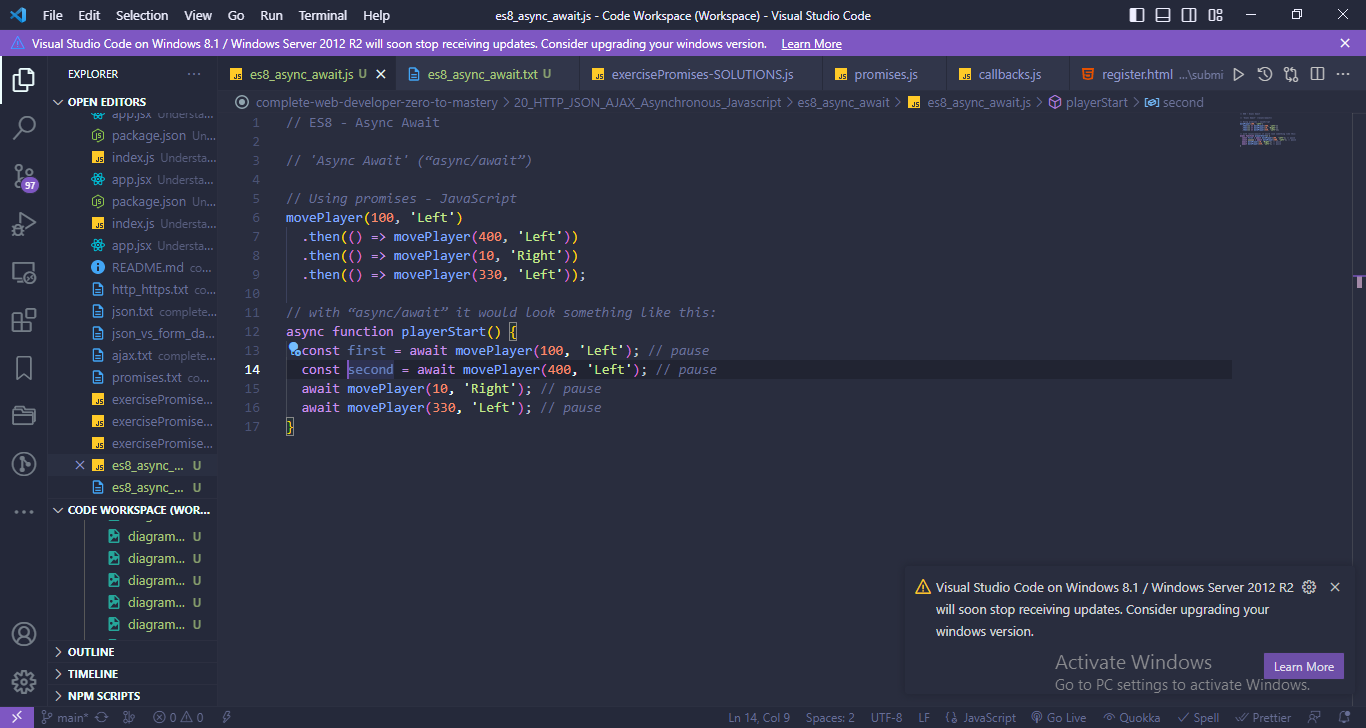 File Edit Selection View Go Run Terminal Help
es8_async_await.js - Code Workspace (Workspace) - Visual Studio Code
Visual Studio Code on Windows 8.1 / Windows Server 2012 R2 will soon stop receiving updates. Consider upgrading your windows version. Learn More
EXPLORER
es8_async_await.js U
es8_async_await.txt U
exercisePromises-SOLUTIONS.js
promises.js
callbacks.js
register.html ...\submi
OPEN EDITORS
app.jsx Understa...
package.json Un...
index.js Understa...
app.jsx Understa...
package.json Un...
index.js Understa...
app.jsx Understa...
README.md co...
http_https.txt co...
json.txt complete...
json_vs_form_da...
ajax.txt complete...
promises.txt co...
exercisePromise...
exercisePromise...
exercisePromise...
es8_async_... U
es8_async_... U
CODE WORKSPACE (WOR...
diagram... U
diagram... U
diagram... U
diagram... U
diagram... U
OUTLINE
TIMELINE
NPM SCRIPTS
97
complete-web-developer-zero-to-mastery > 20_HTTP_JSON_AJAX_Asynchronous_Javascript > es8_async_await > es8_async_await.js > playerStart > second
1 // ES8 - Async Await
2
3 // 'Async Await' (“async/await”)
4
5 // Using promises - JavaScript
6 movePlayer(100, 'Left')
7 .then(() => movePlayer(400, 'Left'))
8 .then(() => movePlayer(10, 'Right'))
9 .then(() => movePlayer(330, 'Left'));
10
11 // with “async/await” it would look something like this:
12 async function playerStart() {
13 const first = await movePlayer(100, 'Left'); // pause
14 const second = await movePlayer(400, 'Left'); // pause
15 await movePlayer(10, 'Right'); // pause
16 await movePlayer(330, 'Left'); // pause
17 }
Visual Studio Code on Windows 8.1 / Windows Server 2012 R2
will soon stop receiving updates. Consider upgrading your
windows version.
Learn More
Activate Windows
Go to PC settings to activate Windows.
main* 0 0 Ln 14, Col 9 Spaces: 2 UTF-8 LF JavaScript Go Live Quokka Spell Prettier